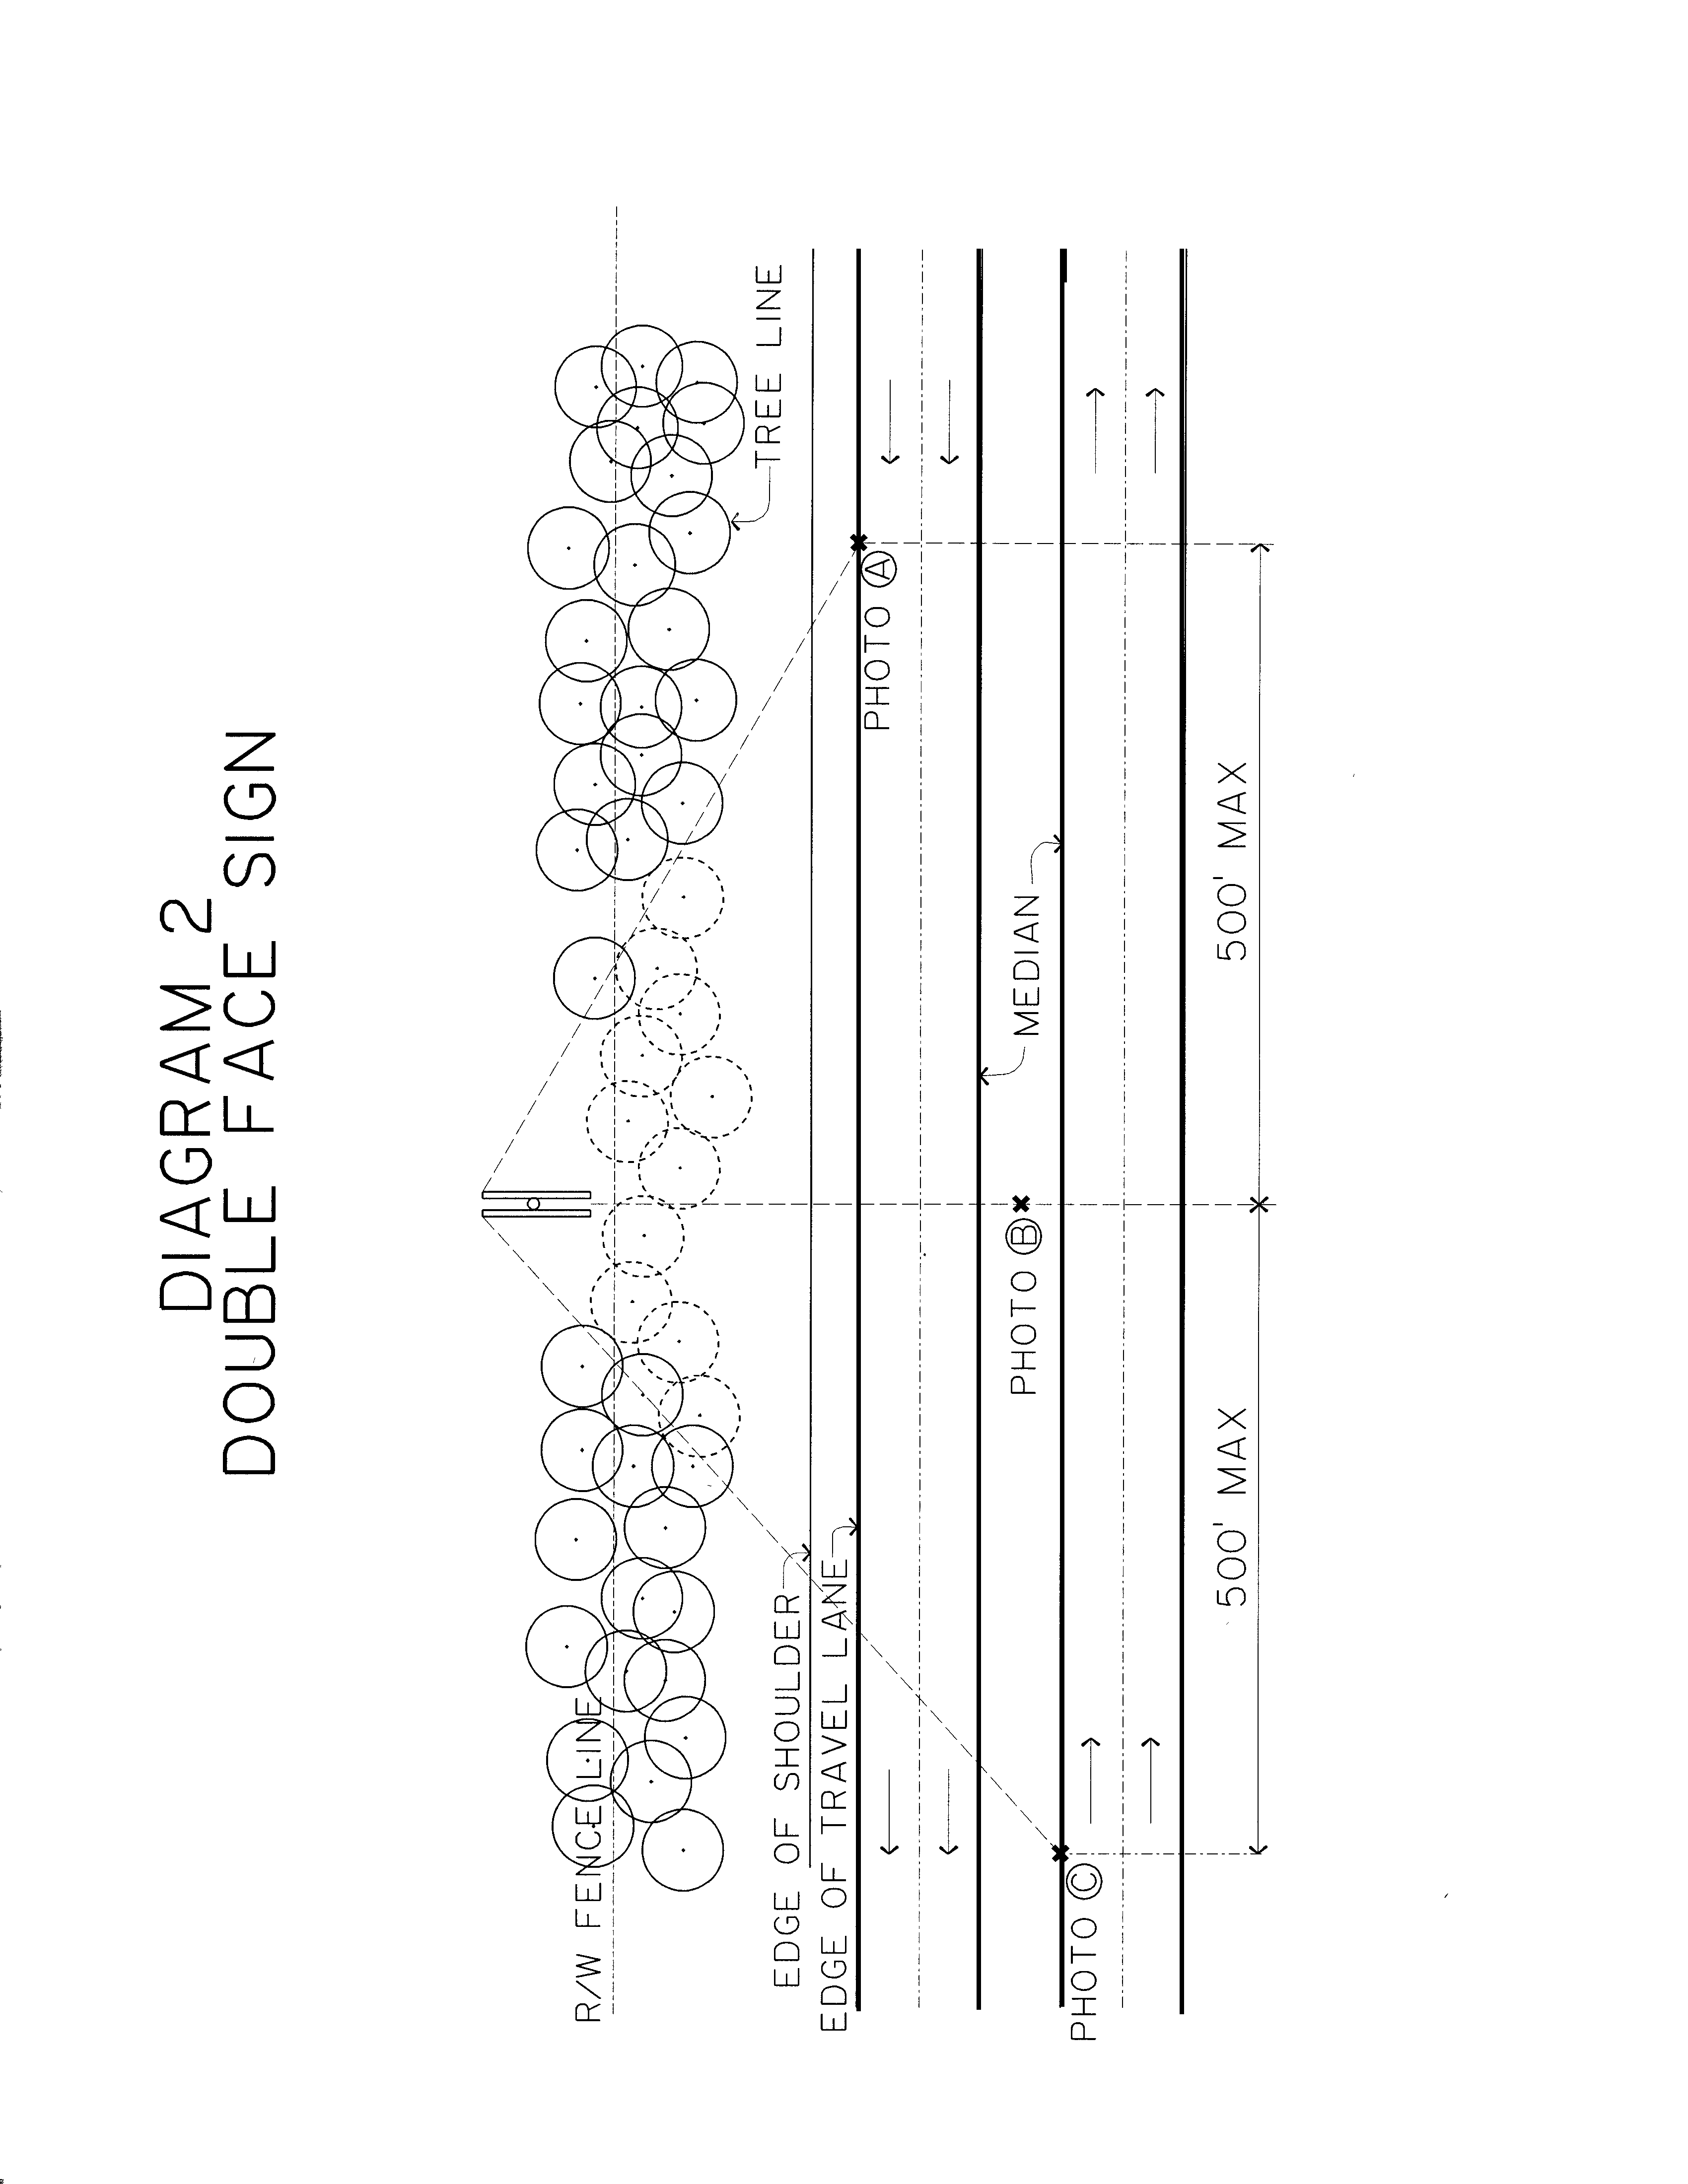 DIAGRAM 2
DOUBLE FACE SIGN
R/W FENCE LINE
TREE LINE
EDGE OF SHOULDER
EDGE OF TRAVEL LANE
PHOTO A
MEDIAN
PHOTO B
PHOTO C
500' MAX
500' MAX